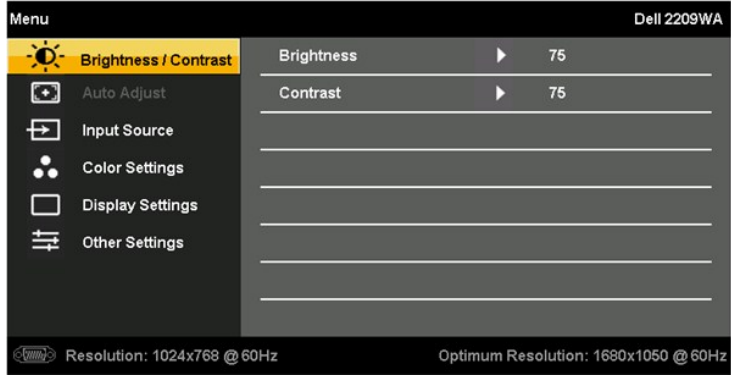 Menu Dell 2209WA
Brightness / Contrast Brightness 75
Auto Adjust Contrast 75
Input Source
Color Settings
Display Settings
Other Settings
Resolution: 1024x768 @ 60Hz Optimum Resolution: 1680x1050 @ 60Hz